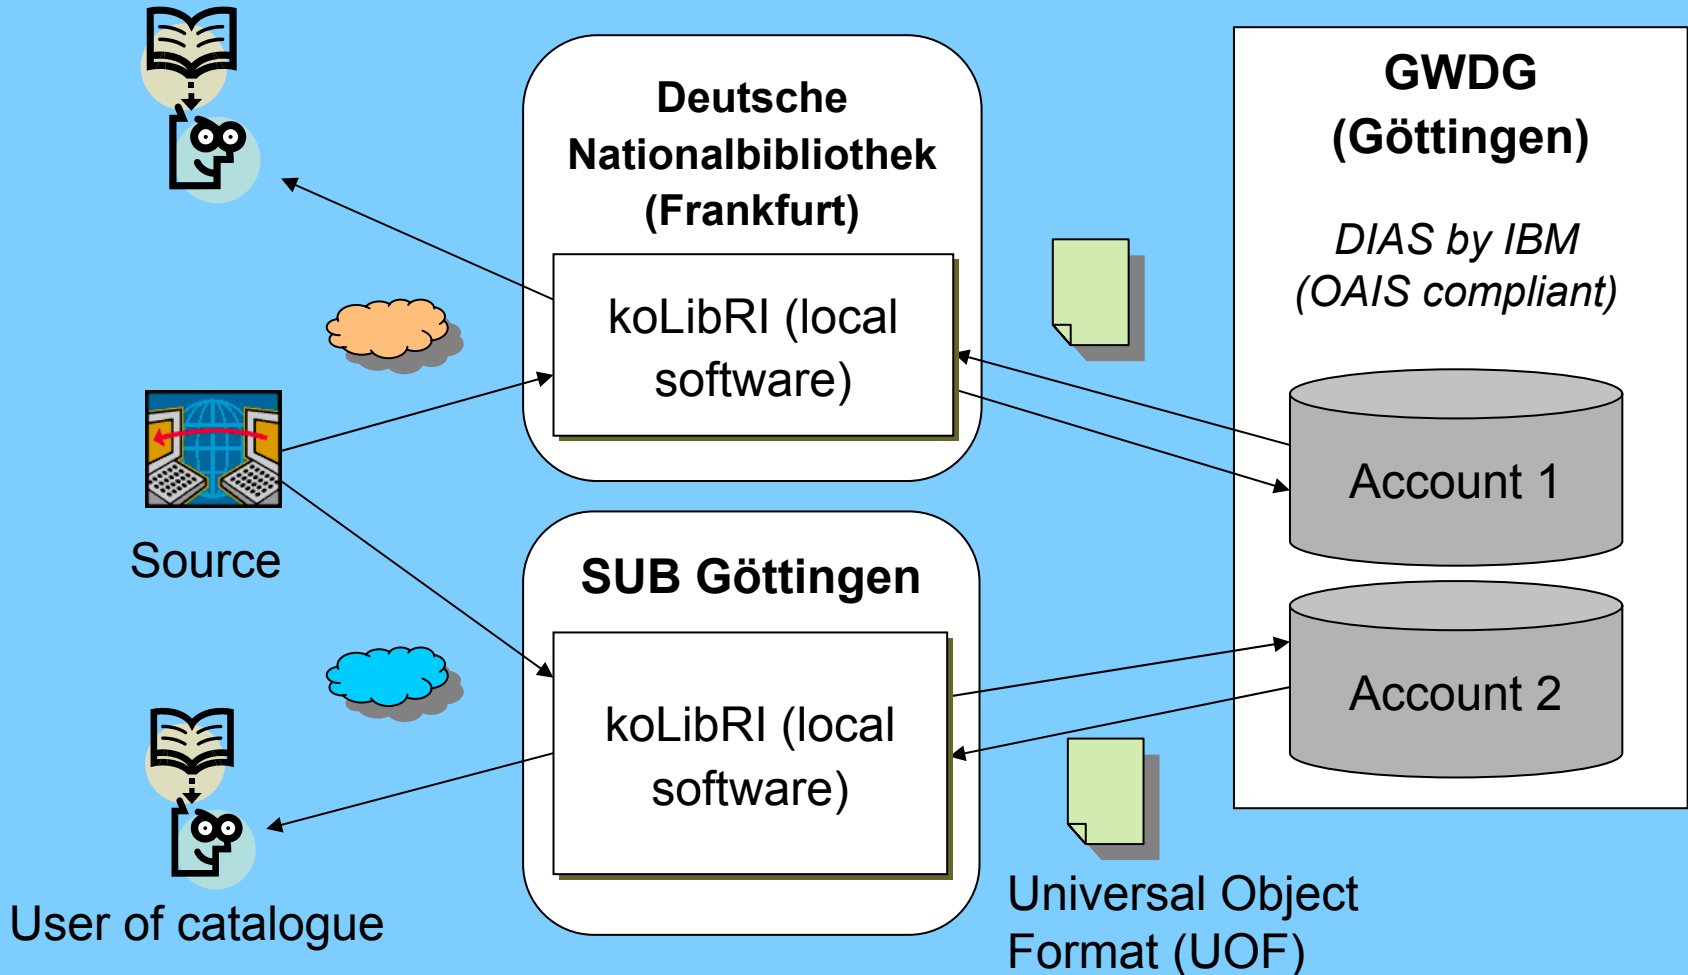 Deutsche
Nationalbibliothek
(Frankfurt)
koLibRI (local
software)
GWDG
(Göttingen)
DIAS by IBM
(OAIS compliant)
Account 1
Source
SUB Göttingen
koLibRI (local
software)
Account 2
User of catalogue
Universal Object
Format (UOF)